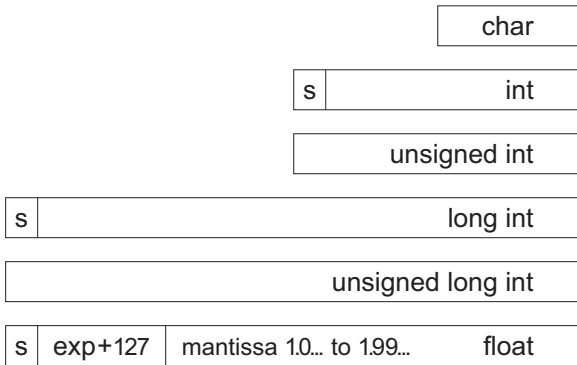 char
s int
unsigned int
s long int
unsigned long int
s exp+127 mantissa 1.0... to 1.99... float